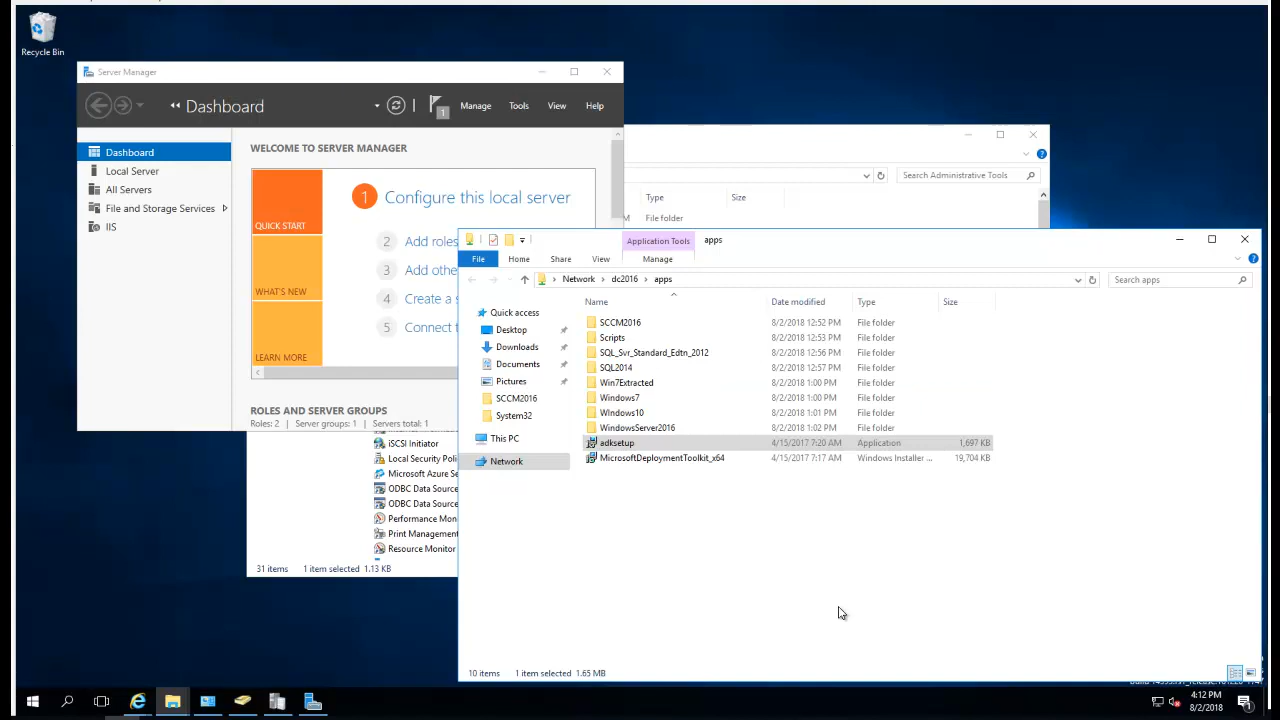 Recycle Bin
Server Manager
Dashboard
1
Manage
Tools
View
Help
Dashboard
Local Server
All Servers
File and Storage Services
IIS
WELCOME TO SERVER MANAGER
QUICK START
WHAT'S NEW
LEARN MORE
1 Configure this local server
2 Add roles
3 Add othe
4 Create a s
5 Connect t
ROLES AND SERVER GROUPS
Roles: 2 | Server groups: 1 | Servers total: 1
Search Administrative Tools
Type Size
File folder
iSCSI Initiator
Local Security Polic
Microsoft Azure Se
ODBC Data Source
ODBC Data Source
Performance Mon
Print Management
Resource Monitor
31 items 1 item selected 1.13 KB
Application Tools apps
File Home Share View Manage
Network dc2016 apps
Search apps
Quick access
Desktop
Downloads
Documents
Pictures
SCCM2016
System32
This PC
Network
Name Date modified Type Size
SCCM2016 8/2/2018 12:52 PM File folder
Scripts 8/2/2018 12:53 PM File folder
SQL_Svr_Standard_Edtn_2012 8/2/2018 12:56 PM File folder
SQL2014 8/2/2018 12:57 PM File folder
Win7Extracted 8/2/2018 1:00 PM File folder
Windows7 8/2/2018 1:00 PM File folder
WIndows10 8/2/2018 1:01 PM File folder
WindowsServer2016 8/2/2018 1:02 PM File folder
adksetup 4/15/2017 7:20 AM Application 1,697 KB
MicrosoftDeploymentToolkit_x64 4/15/2017 7:17 AM Windows Installer ... 19,704 KB
10 items 1 item selected 1.65 MB
4:12 PM
8/2/2018
1